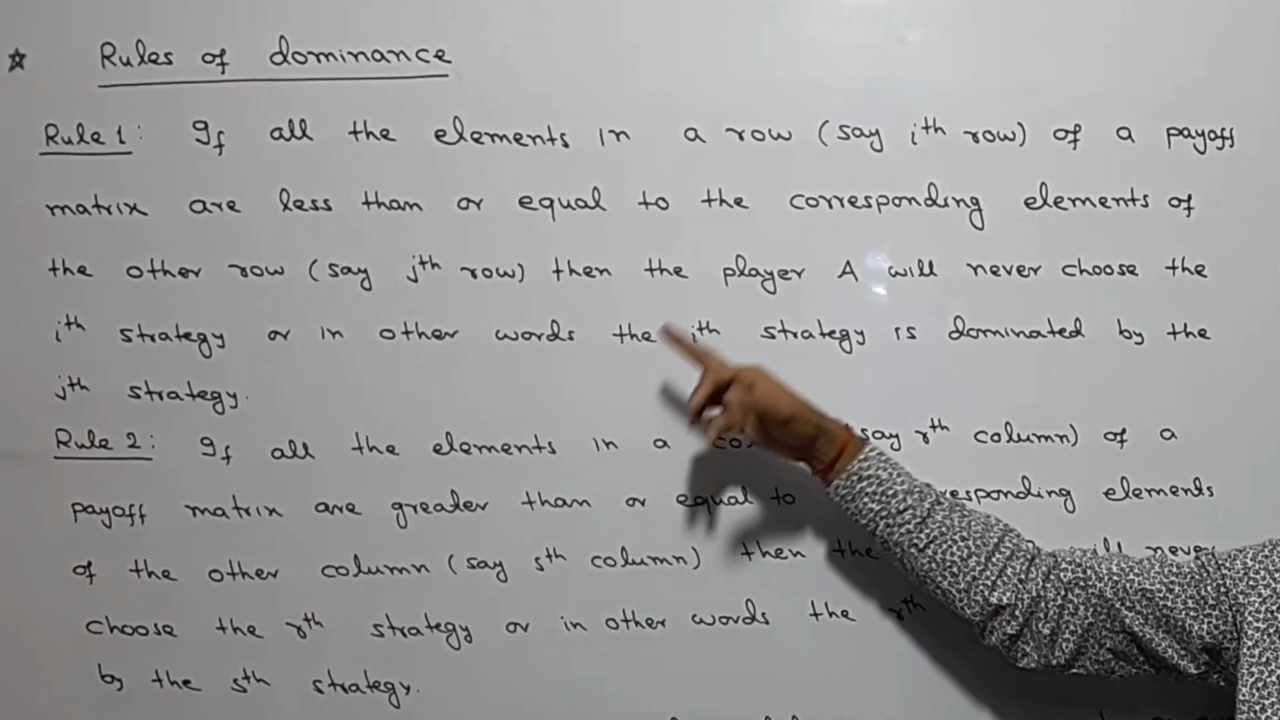 ☆ Rules of dominance
Rule 1: If all the elements in a row (say ith row) of a payoff
matrix are less than or equal to the corresponding elements of
the other row (say jth row) then the player A will never choose the
ith strategy or in other words the ith strategy is dominated by the
jth strategy.
Rule 2: If all the elements in a (say rth column) of a
payoff matrix are greater than or equal to elements
of the other column (say sth column) then the never
choose the rth strategy or in other words the rth
by the sth strategy.